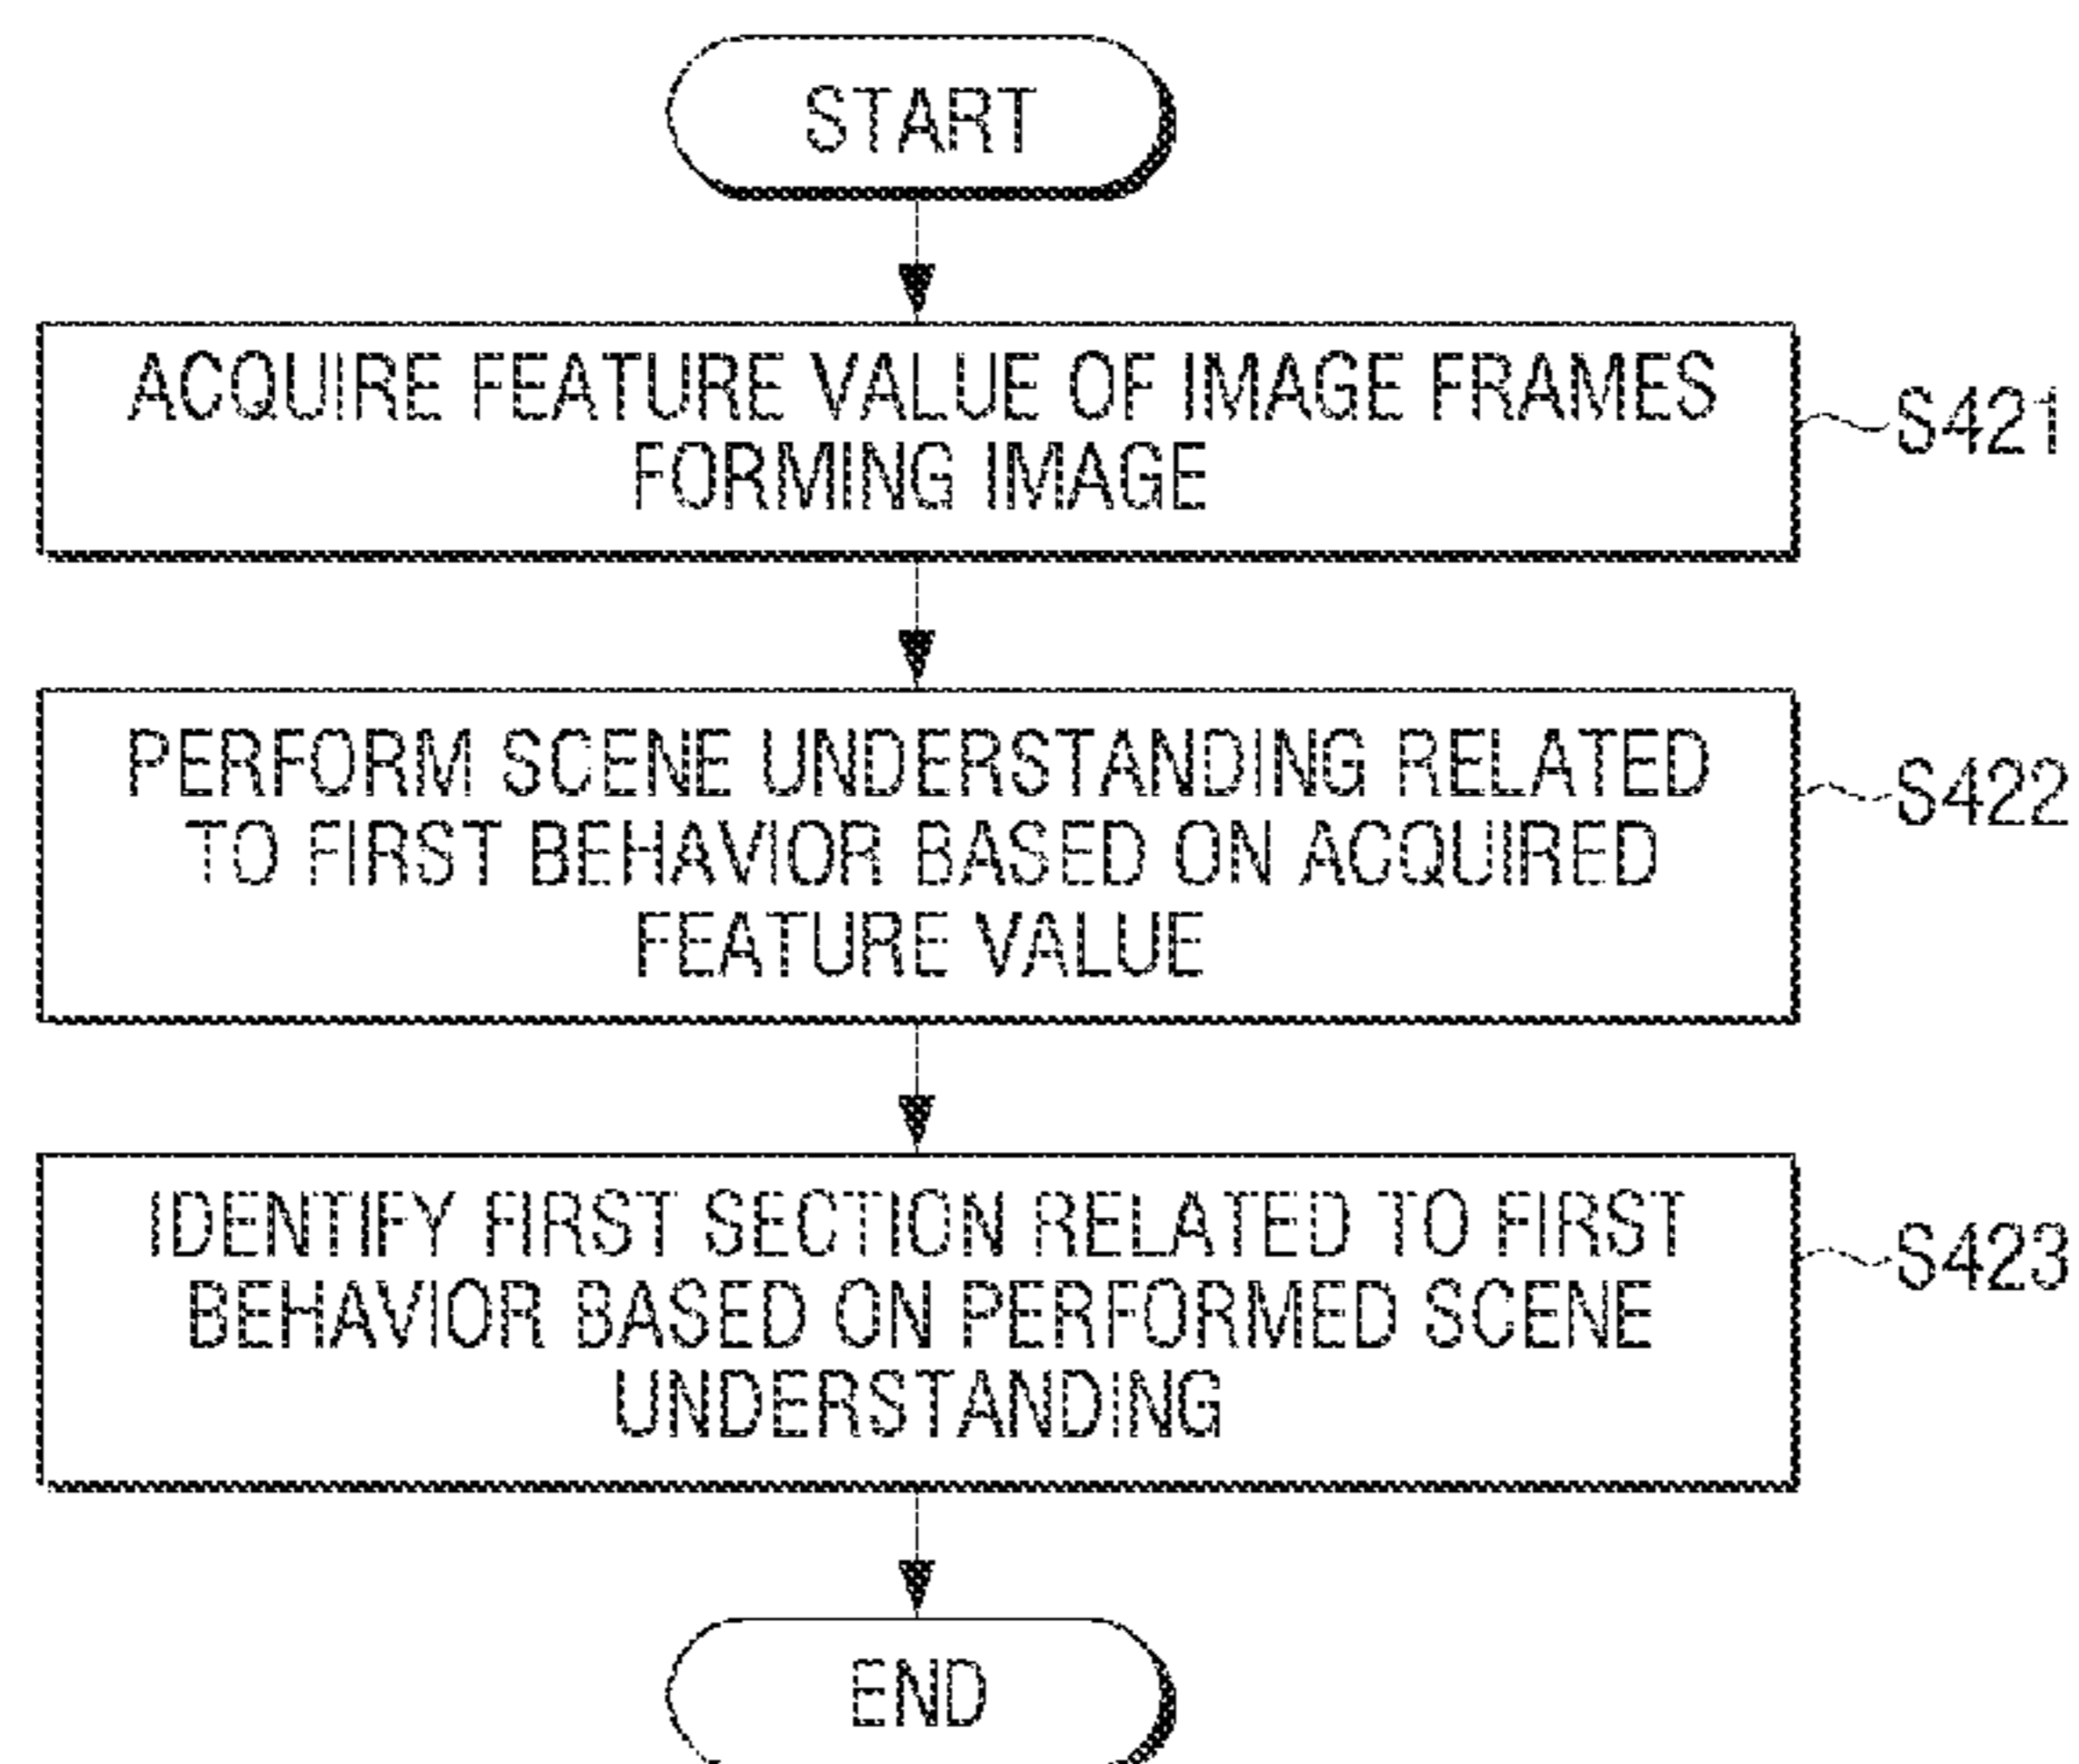 START
ACQUIRE FEATURE VALUE OF IMAGE FRAMES
FORMING IMAGE
S421
PERFORM SCENE UNDERSTANDING RELATED
TO FIRST BEHAVIOR BASED ON ACQUIRED
FEATURE VALUE
S422
IDENTIFY FIRST SECTION RELATED TO FIRST
BEHAVIOR BASED ON PERFORMED SCENE
UNDERSTANDING
S423
END